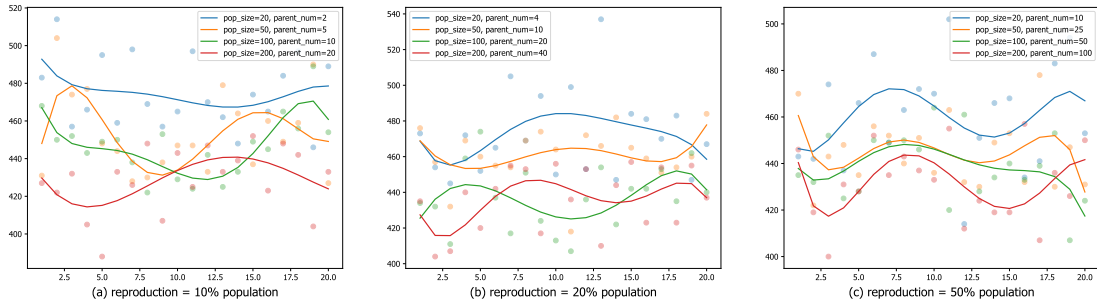 520
500
480
460
440
420
400
2.5 5.0 7.5 10.0 12.5 15.0 17.5 20.0
pop_size=20, parent_num=2
pop_size=50, parent_num=5
pop_size=100, parent_num=10
pop_size=200, parent_num=20
(a) reproduction = 10% population
540
520
500
480
460
440
420
400
2.5 5.0 7.5 10.0 12.5 15.0 17.5 20.0
pop_size=20, parent_num=4
pop_size=50, parent_num=10
pop_size=100, parent_num=20
pop_size=200, parent_num=40
(b) reproduction = 20% population
500
480
460
440
420
400
2.5 5.0 7.5 10.0 12.5 15.0 17.5 20.0
pop_size=20, parent_num=10
pop_size=50, parent_num=25
pop_size=100, parent_num=50
pop_size=200, parent_num=100
(c) reproduction = 50% population